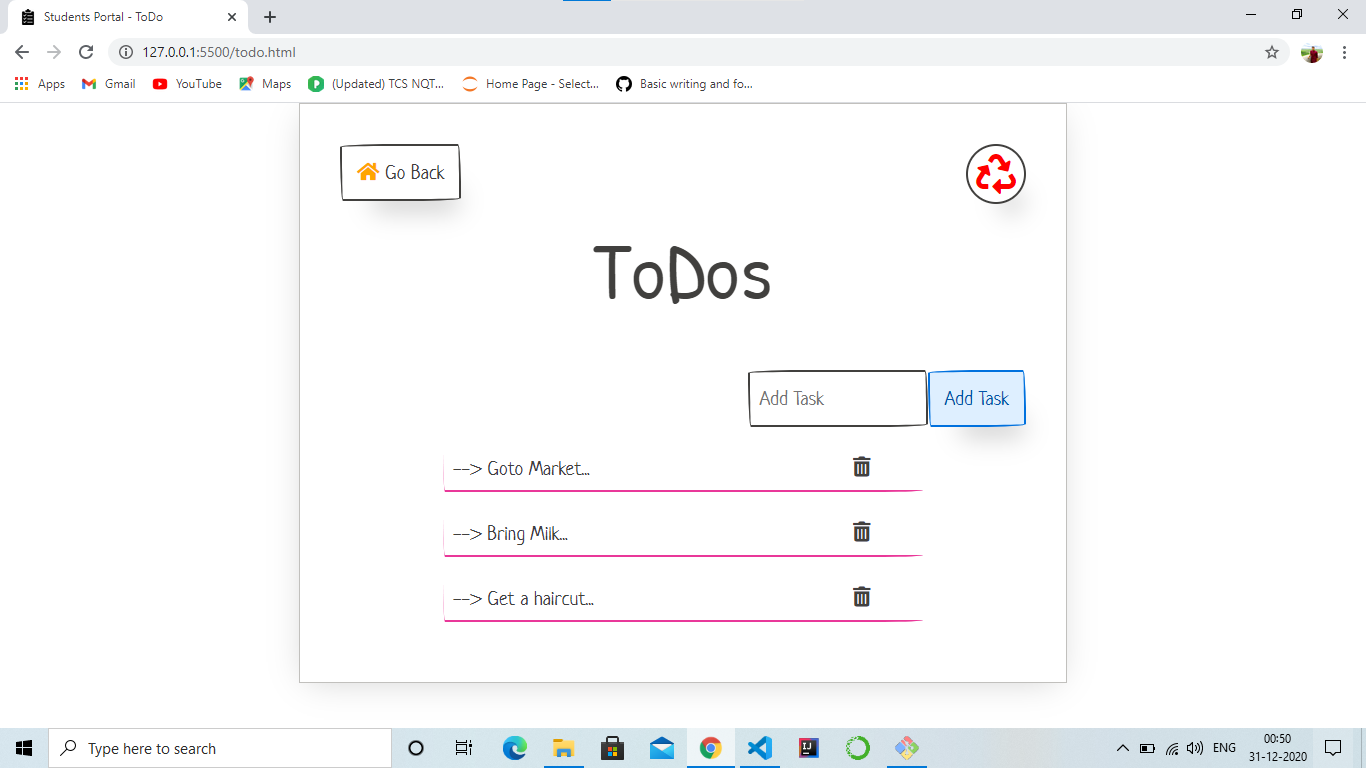 Students Portal - ToDo
127.0.0.1:5500/todo.html
Apps Gmail YouTube Maps (Updated) TCS NQT... Home Page - Select... Basic writing and fo...
Go Back
ToDos
Add Task Add Task
--> Goto Market...
--> Bring Milk...
--> Get a haircut...
Type here to search
ENG
00:50
31-12-2020